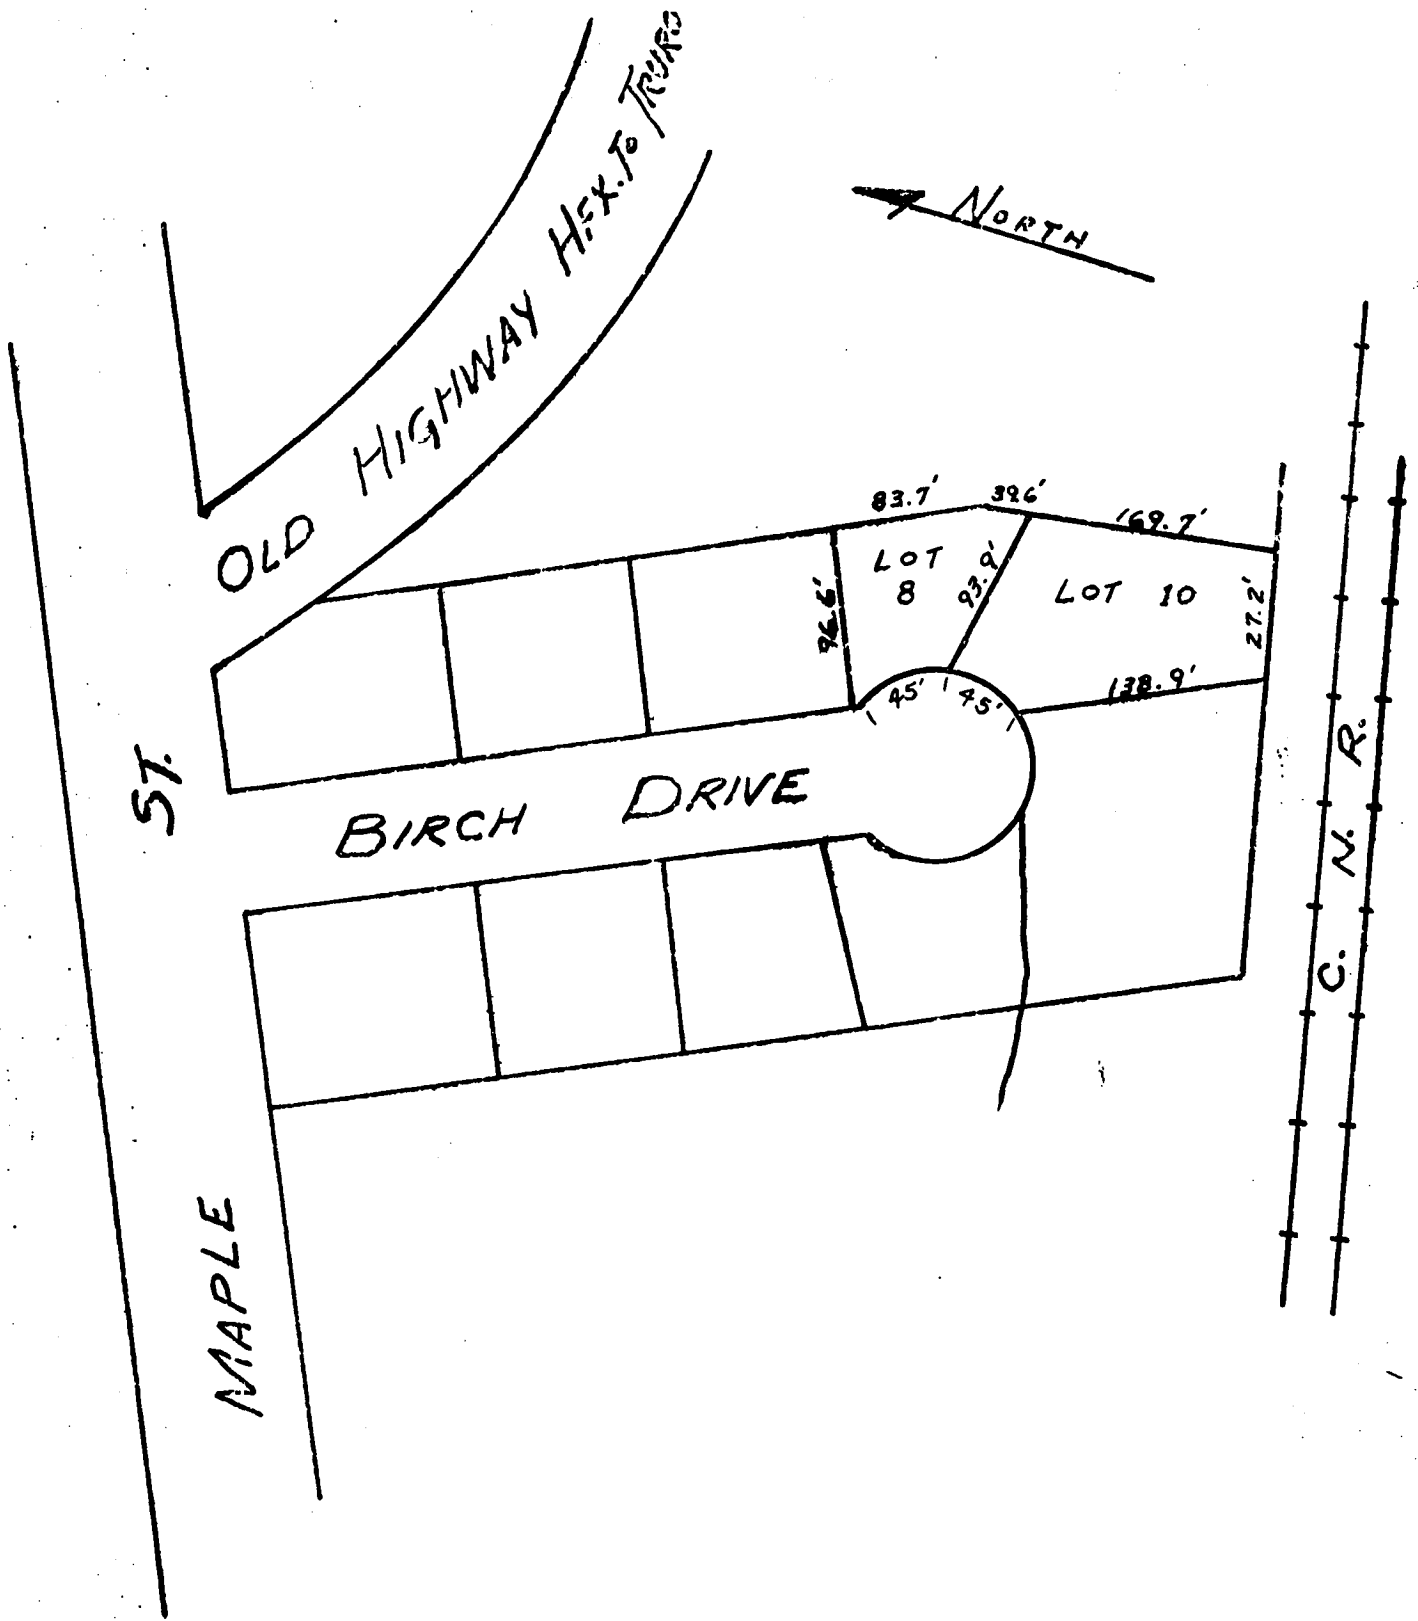 OLD HIGHWAY HFX. TO TRURO
NORTH
83.7'
39.6'
169.7'
LOT
8
96.6'
93.9'
LOT 10
27.2'
45'
45'
138.9'
BIRCH DRIVE
MAPLE ST.
C. N. R.